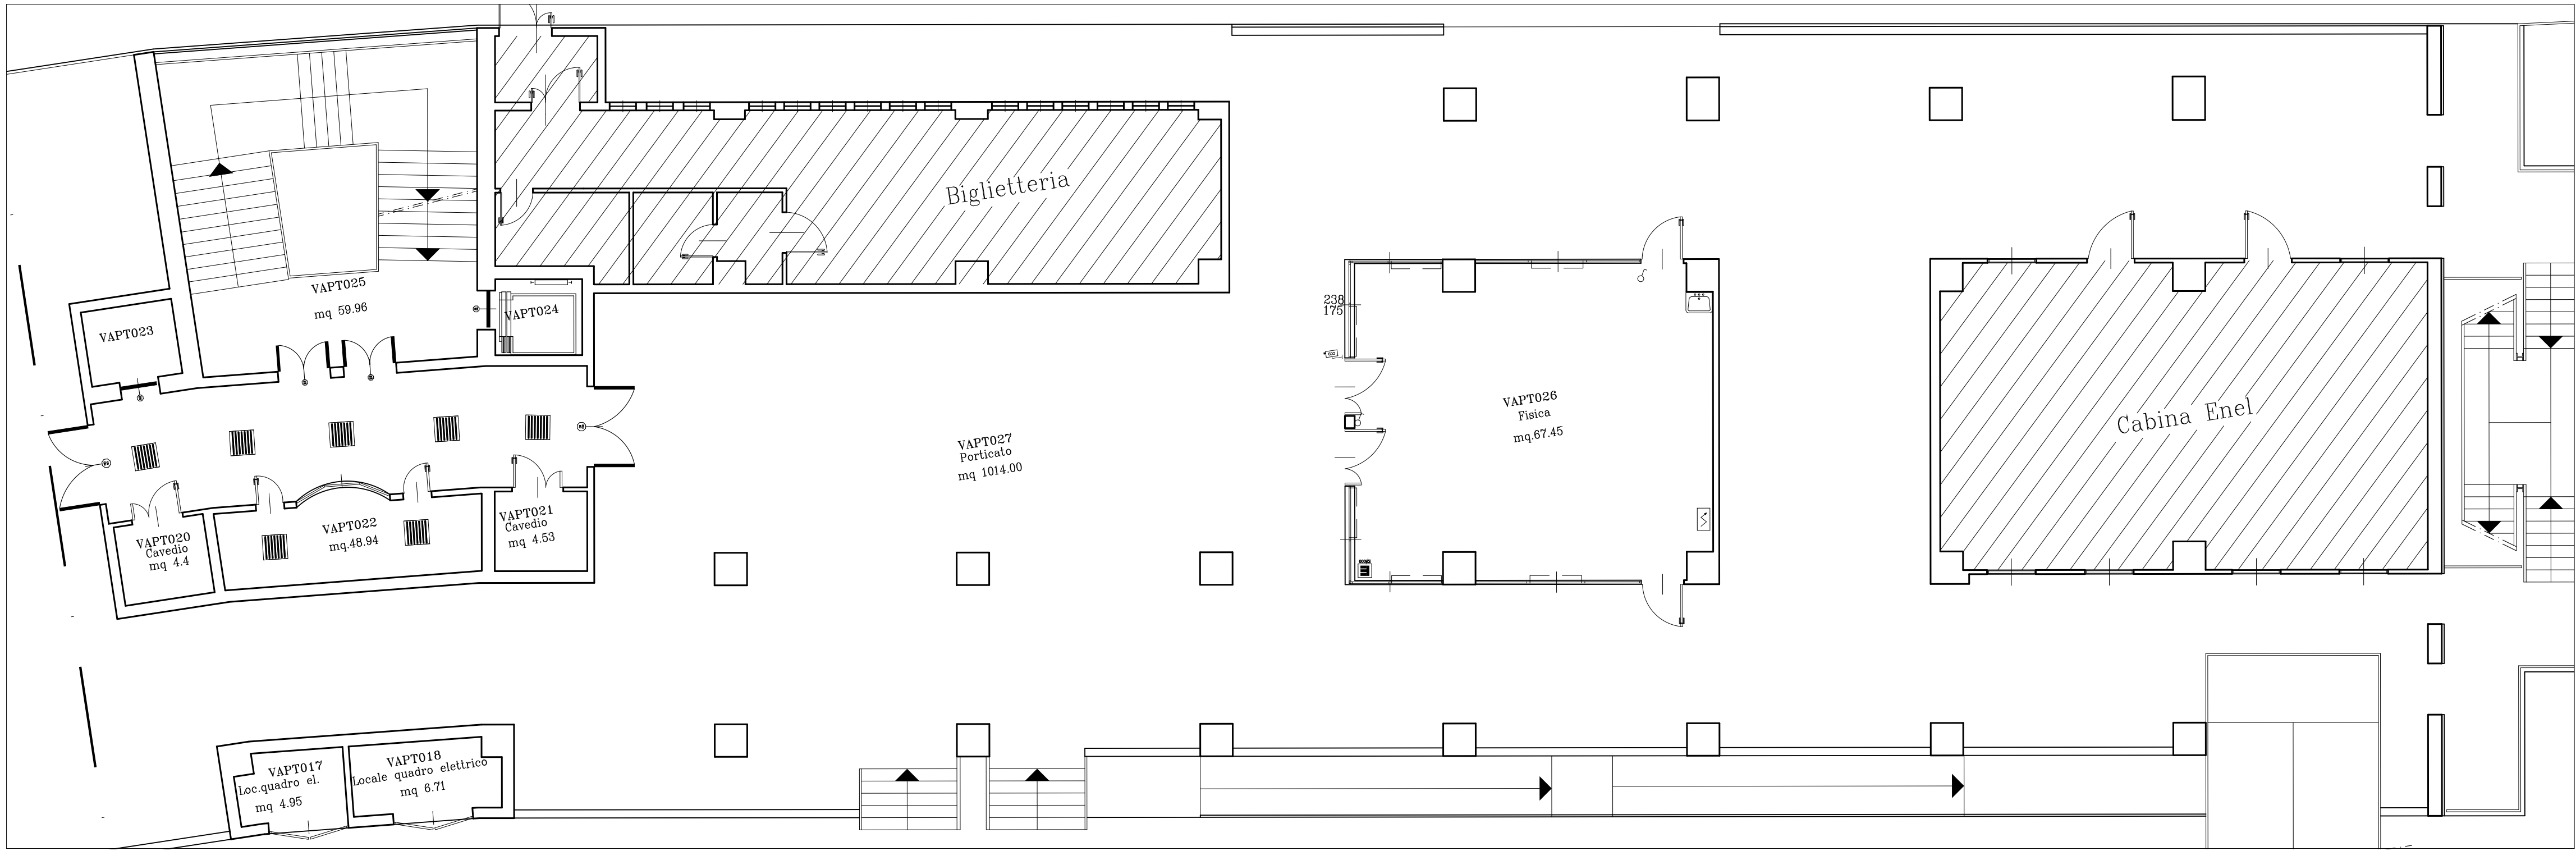 Biglietteria
VAPT025
mq 59.96
VAPT024
VAPT023
238
175
VAPT026
Fisica
mq.67.45
Cabina Enel
VAPT027
Porticato
mq 1014.00
VAPT022
mq.48.94
VAPT021
Cavedio
mq 4.53
VAPT020
Cavedio
mq 4.4
VAPT017
Loc.quadro el.
mq 4.95
VAPT018
Locale quadro elettrico
mq 6.71